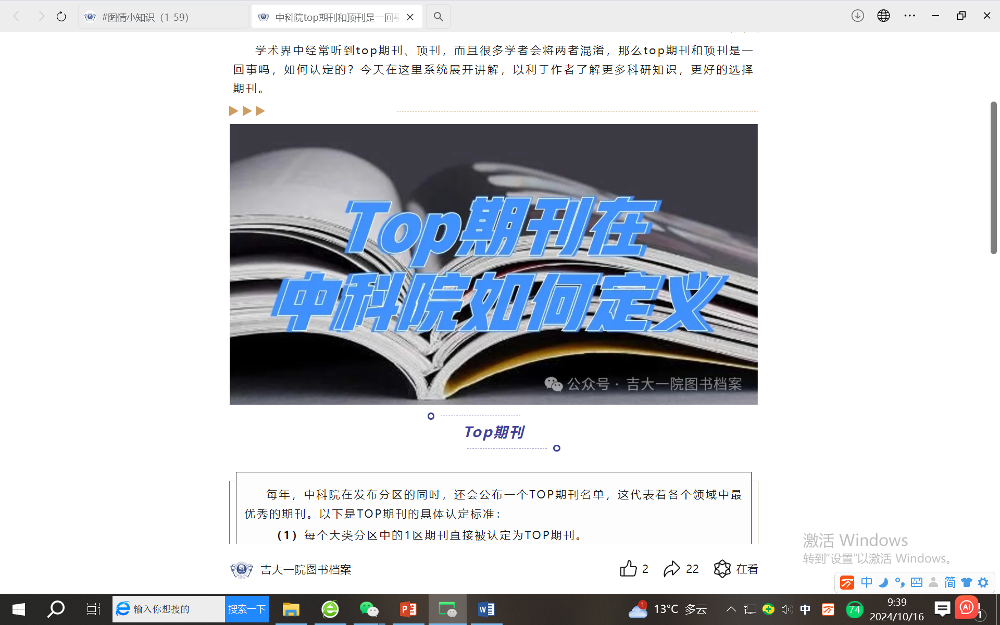 #图情小知识（1-59）
中科院top期刊和顶刊是一回
学术界中经常听到top期刊、顶刊，而且很多学者会将两者混淆，那么top期刊和顶刊是一
回事吗，如何认定的？今天在这里系统展开讲解，以利于作者了解更多科研知识，更好的选择
期刊。
Top期刊在
中科院如何定义
公众号 · 吉大一院图书档案
Top期刊
每年，中科院在发布分区的同时，还会公布一个TOP期刊名单，这代表着各个领域中最
优秀的期刊。以下是TOP期刊的具体认定标准：
（1）每个大类分区中的1区期刊直接被认定为TOP期刊。
吉大一院图书档案
2
22
在看
激活 Windows
转到“设置”以激活 Windows。
中
简
输入你想搜的
搜索一下
1
13°C 多云
中
74
9:39
2024/10/16
AI
1